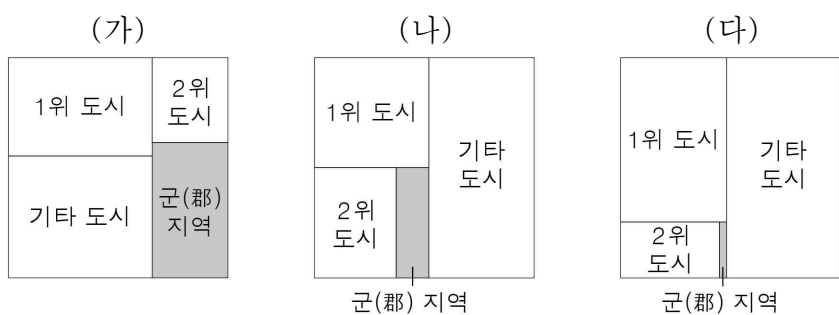 (가)
1위 도시
2위
도시
기타 도시
군(郡)
지역
(나)
1위 도시
기타
도시
2위
도시
군(郡) 지역
(다)
1위 도시
기타
도시
2위
도시
군(郡) 지역